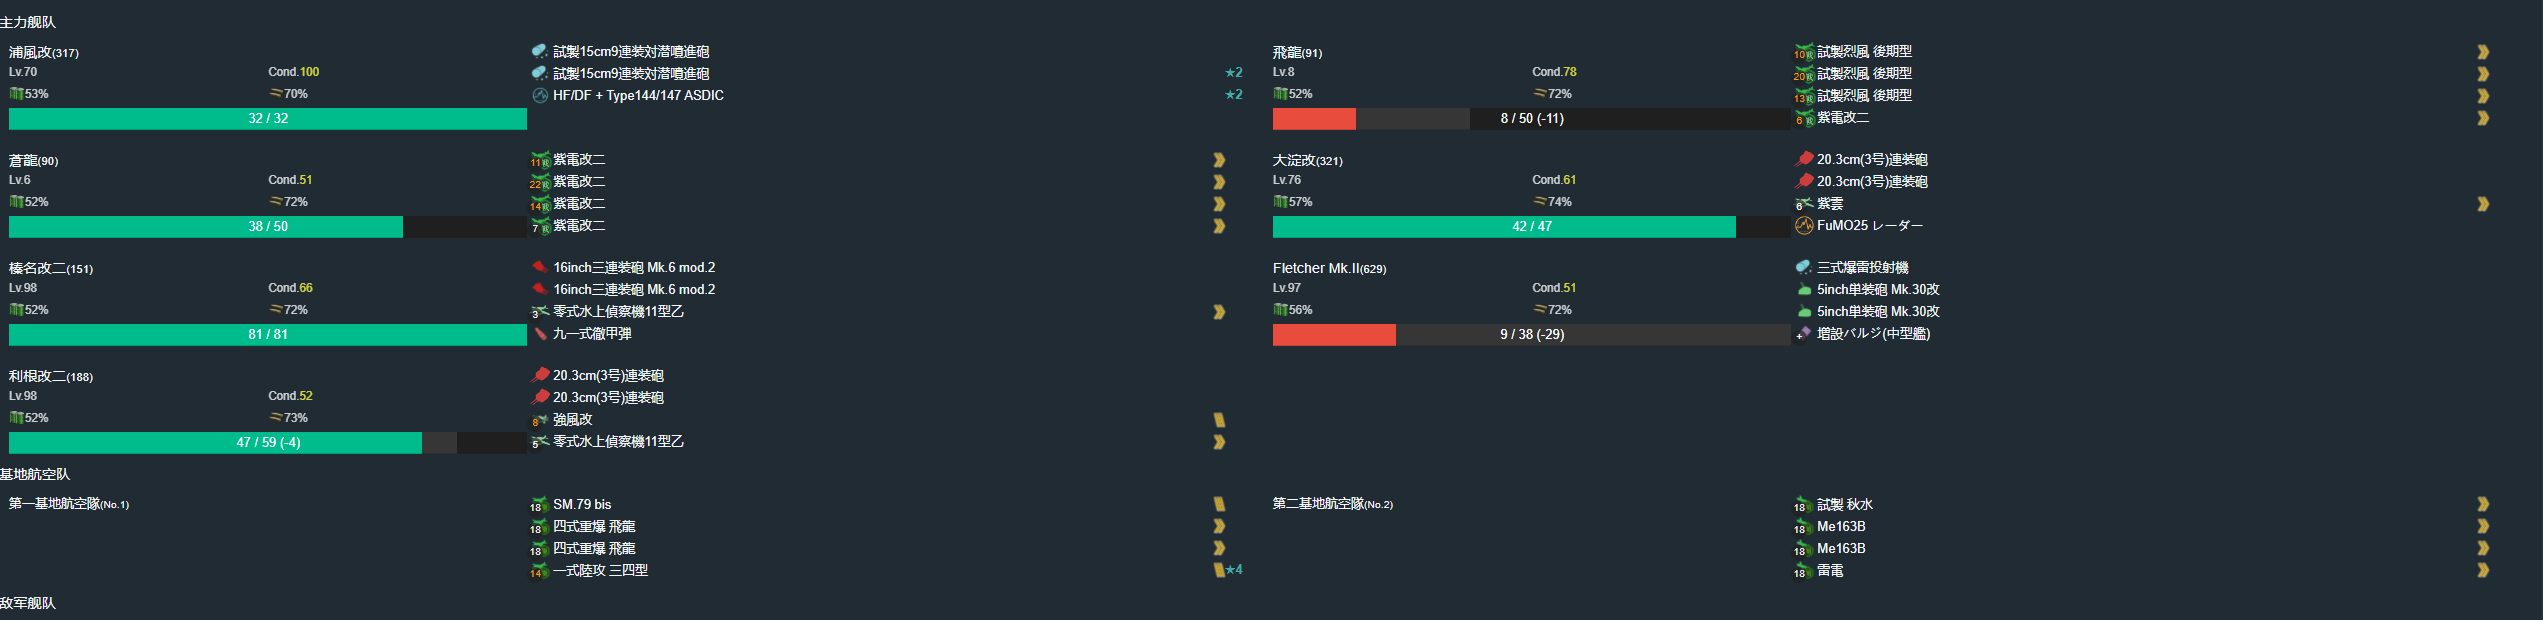 主力舰队
浦風改(317)
Lv.70 Cond.100
53% 70%
32 / 32
試製15cm9連装対潜噴進砲
試製15cm9連装対潜噴進砲 ★2
HF/DF + Type144/147 ASDIC ★2
飛龍(91)
Lv.8 Cond.78
52% 72%
8 / 50 (-11)
10 試製烈風 後期型
20 試製烈風 後期型
13 試製烈風 後期型
6 紫電改二
蒼龍(90)
Lv.6 Cond.51
52% 72%
38 / 50
11 紫電改二
22 紫電改二
14 紫電改二
7 紫電改二
大淀改(321)
Lv.76 Cond.61
57% 74%
42 / 47
20.3cm(3号)連装砲
20.3cm(3号)連装砲
6 紫雲
FuMO25 レーダー
榛名改二(151)
Lv.98 Cond.66
52% 72%
81 / 81
16inch三連装砲 Mk.6 mod.2
16inch三連装砲 Mk.6 mod.2
3 零式水上偵察機11型乙
九一式徹甲弾
Fletcher Mk.II(629)
Lv.97 Cond.51
56% 72%
9 / 38 (-29)
三式爆雷投射機
5inch単装砲 Mk.30改
5inch単装砲 Mk.30改
増設バルジ(中型艦)
利根改二(188)
Lv.98 Cond.52
52% 73%
47 / 59 (-4)
20.3cm(3号)連装砲
20.3cm(3号)連装砲
8 強風改
5 零式水上偵察機11型乙
基地航空队
第一基地航空隊(No.1)
18 SM.79 bis
18 四式重爆 飛龍
18 四式重爆 飛龍
14 一式陸攻 三四型 ★4
第二基地航空隊(No.2)
18 試製 秋水
18 Me163B
18 Me163B
18 雷電
敌军舰队